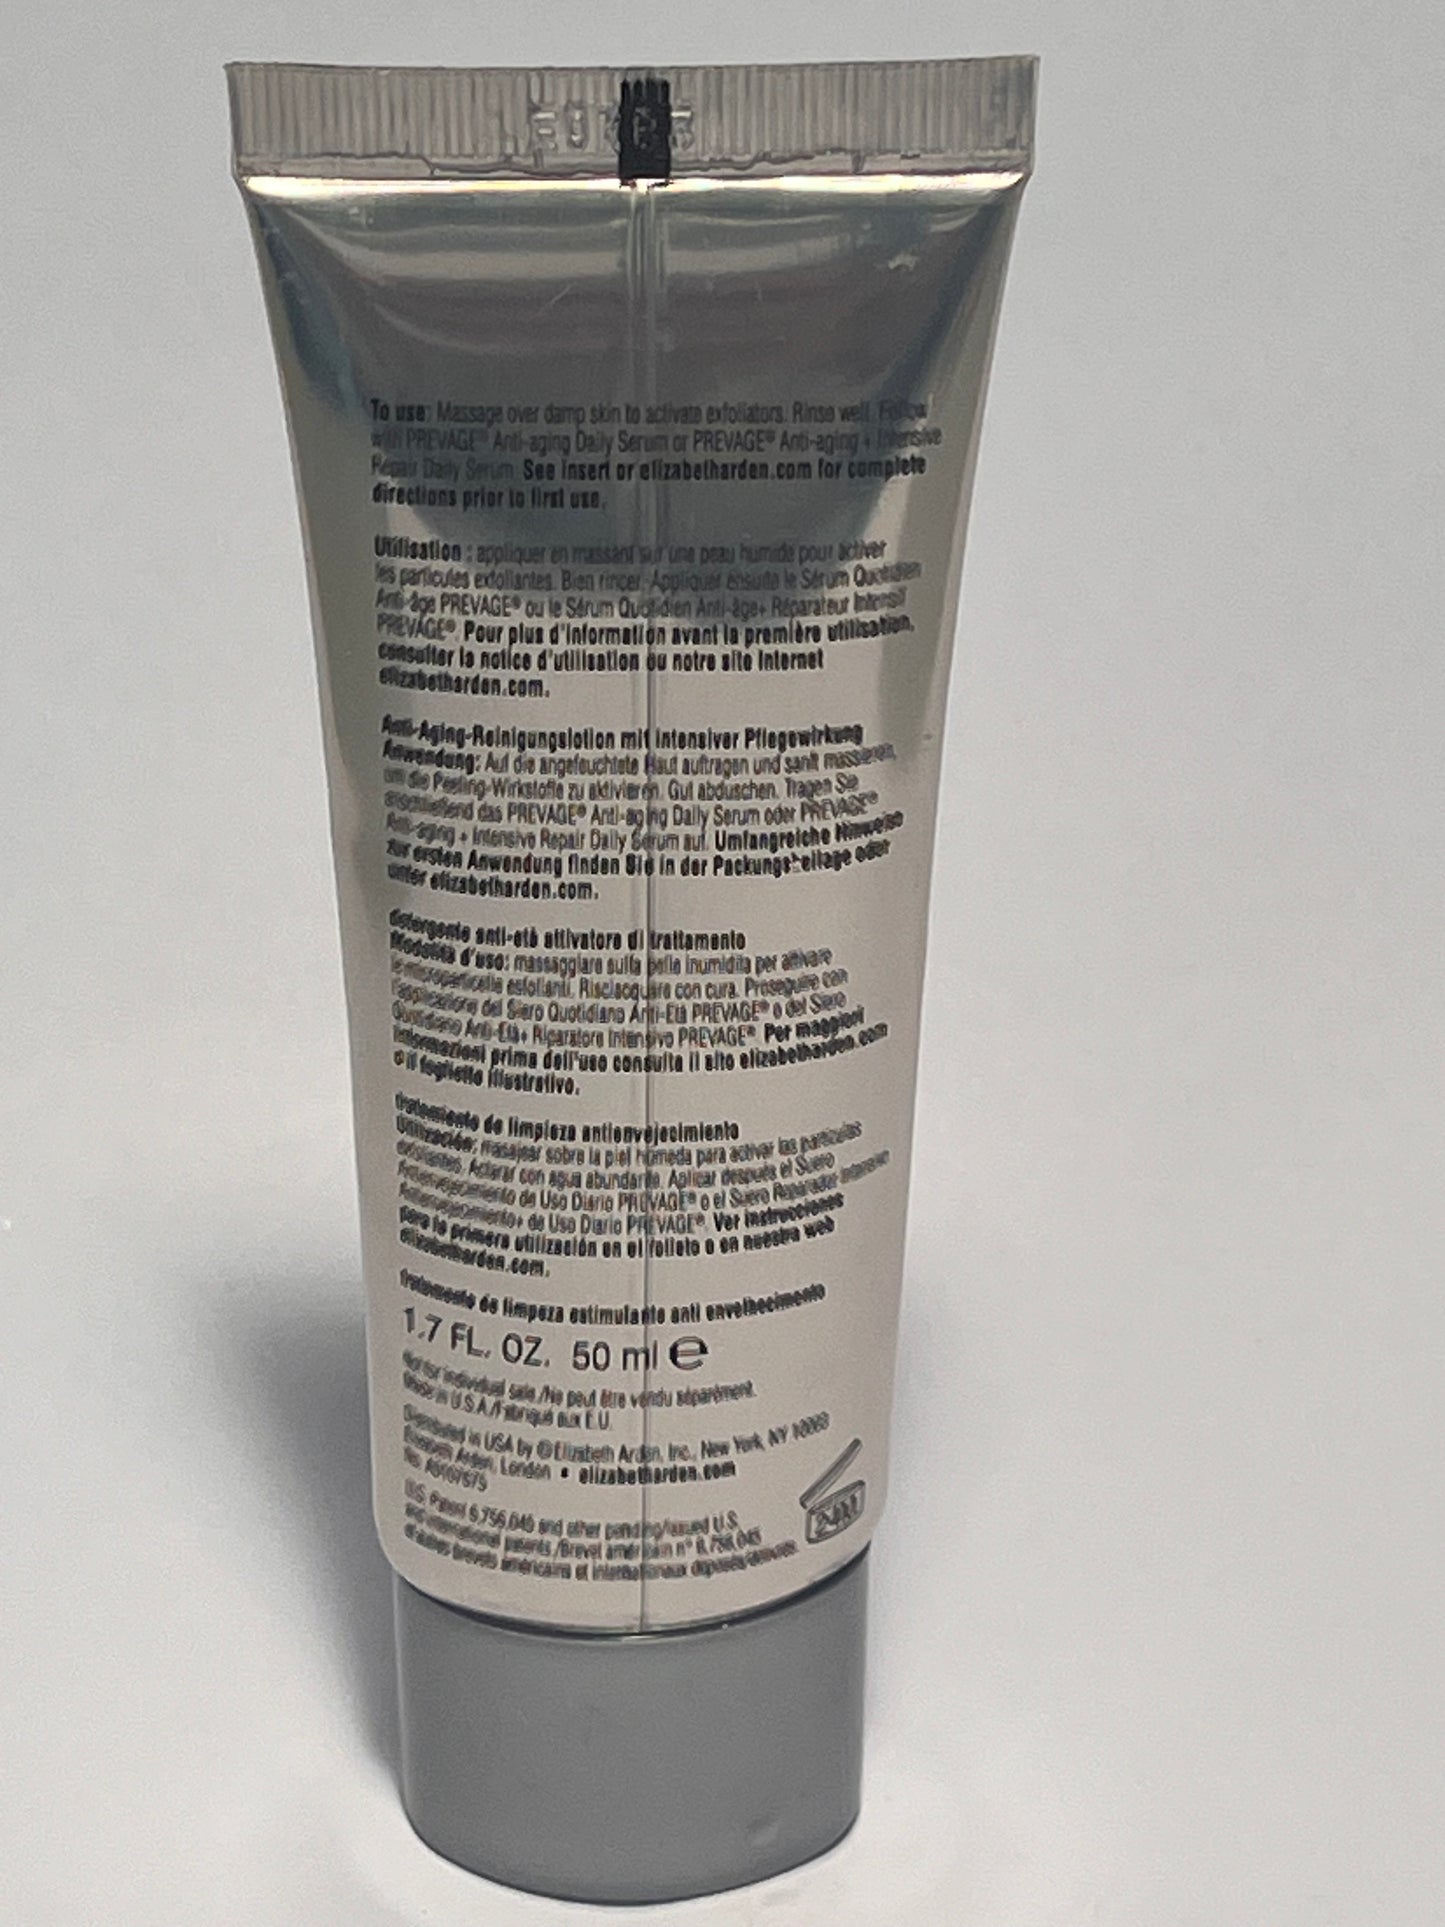 To use: Massage over damp skin to activate exfoliators. Rinse well. Follow
with PREVAGE® Anti-aging Daily Serum or PREVAGE® Anti-aging + Intensive
Repair Daily Serum. See insert or elizabetharden.com for complete
directions prior to first use.
Utilisation : appliquer en massant sur une peau humide pour activer
les particules exfoliantes. Bien rincer. Appliquer ensuite le Sérum Quotidien
Anti-âge PREVAGE® ou le Sérum Quotidien Anti-âge+ Réparateur Intensif
PREVAGE®. Pour plus d'information avant la première utilisation,
consulter la notice d'utilisation ou notre site Internet
elizabetharden.com.
Anti-Aging-Reinigungslotion mit intensiver Pflegewirkung
Anwendung: Auf die angefeuchtete Haut auftragen und sanft massieren,
um die Peeling-Wirkstoffe zu aktivieren. Gut abduschen. Tragen Sie
anschließend das PREVAGE® Anti-aging Daily Serum oder PREVAGE®
Anti-aging + Intensive Repair Daily Serum auf. Umfangreiche Hinweise
zur ersten Anwendung finden Sie in der Packungsbeilage oder
unter elizabetharden.com.
detergente anti-età attivatore di trattamento
Modalità d'uso: massaggiare sulla pelle inumidita per attivare
le microparticelle esfolianti. Risciacquare con cura. Proseguire con
l'applicazione del Siero Quotidiano Anti-Età PREVAGE® o del Siero
Quotidiano Anti-Età+ Riparatore Intensivo PREVAGE®. Per maggiori
informazioni prima dell'uso consulta il sito elizabetharden.com
o il foglietto illustrativo.
tratamiento de limpieza antienvejecimiento
Utilización: masajear sobre la piel húmeda para activar las partículas
exfoliantes. Aclarar con agua abundante. Aplicar después el Suero
Antienvejecimiento de Uso Diario PREVAGE® o el Suero Reparador Intensivo
Antienvejecimiento+ de Uso Diario PREVAGE®. Ver instrucciones
para la primera utilización en el folleto o en nuestra web
elizabetharden.com.
tratamento de limpeza estimulante anti envelhecimento
1.7 FL. OZ. 50 ml ℮
Not for individual sale./Ne peut être vendu séparément.
Made in U.S.A./Fabriqué aux É.U.
Distributed in USA by © Elizabeth Arden, Inc., New York, NY 10003
Elizabeth Arden, London • elizabetharden.com
No.
U.S. Patent 6,756,045 and other pending/issued U.S.
and international patents./Brevet américain n° 6,756,045
et autres brevets américains et internationaux déposés/émis
24M